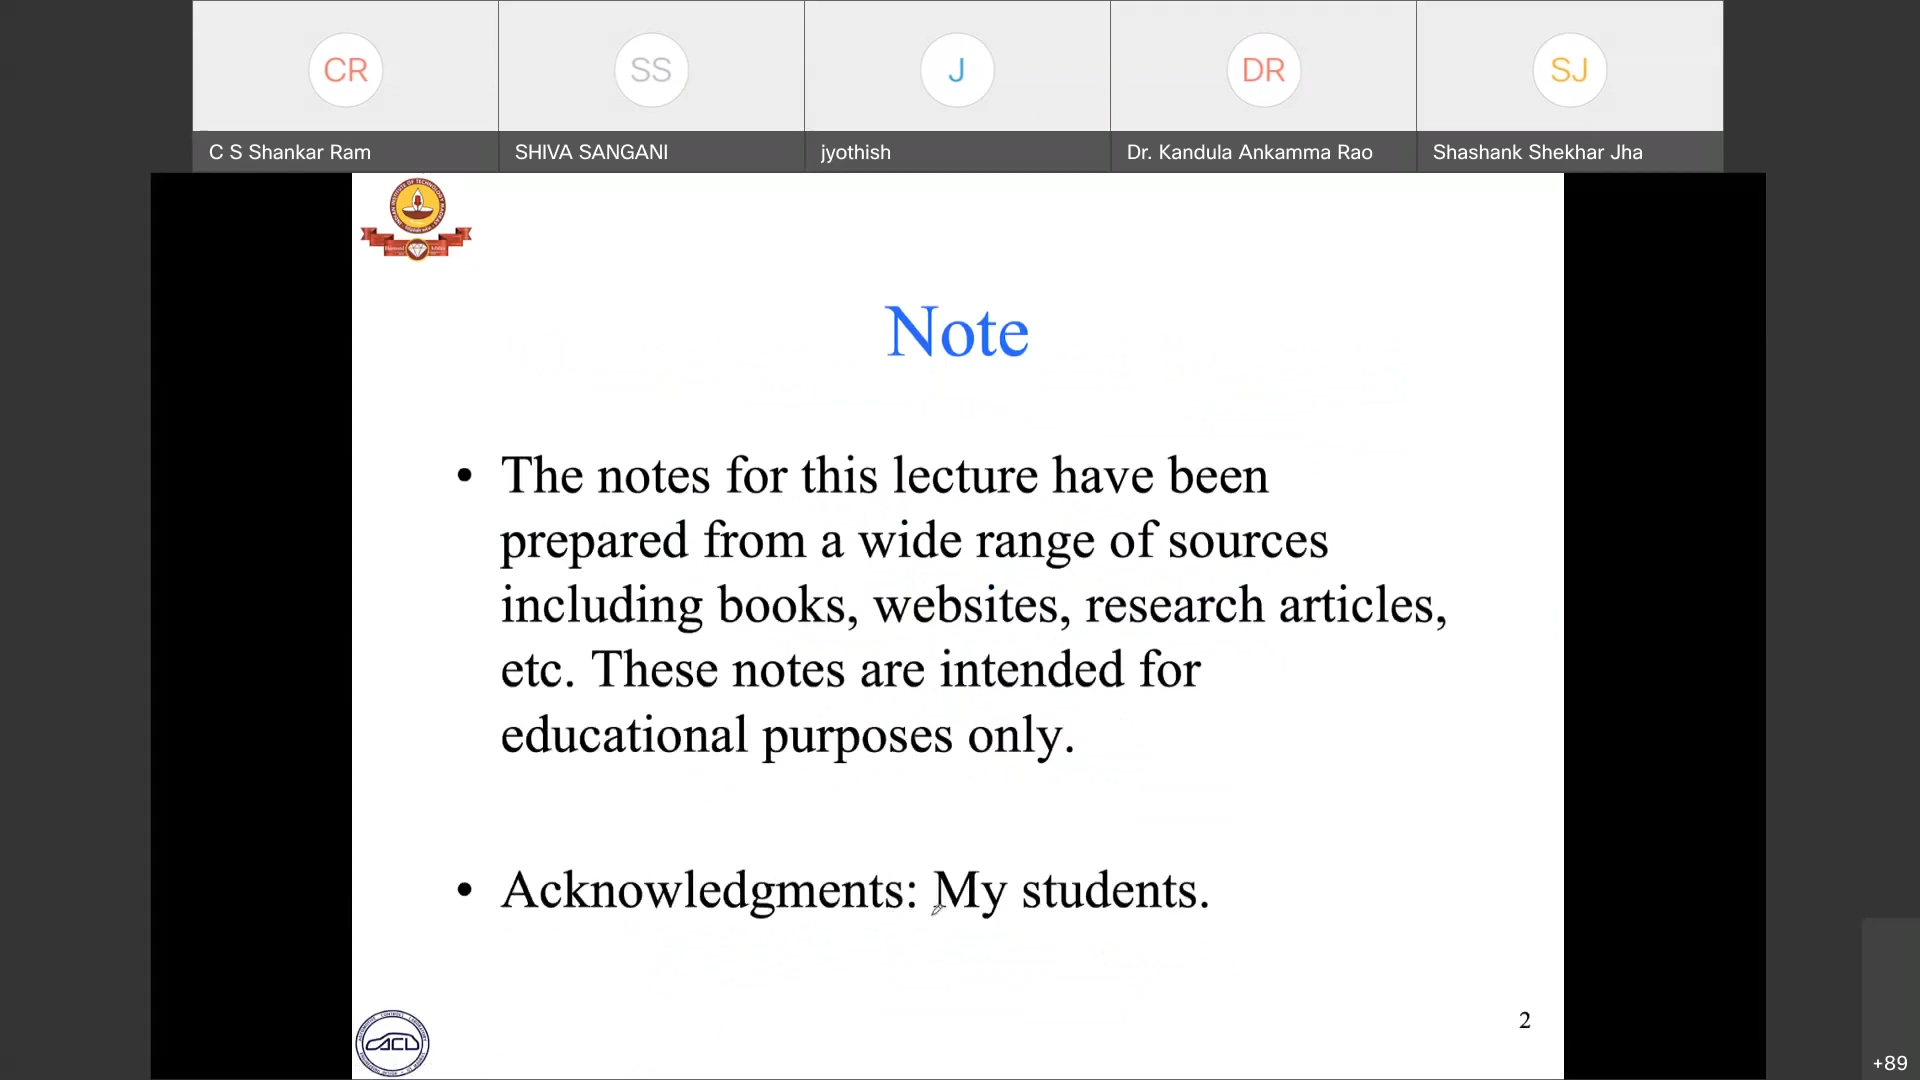 CR
SS
J
DR
SJ
C S Shankar Ram
SHIVA SANGANI
jyothish
Dr. Kandula Ankamma Rao
Shashank Shekhar Jha
Note
• The notes for this lecture have been
prepared from a wide range of sources
including books, websites, research articles,
etc. These notes are intended for
educational purposes only.
• Acknowledgments: My students.
ACL
2
+89